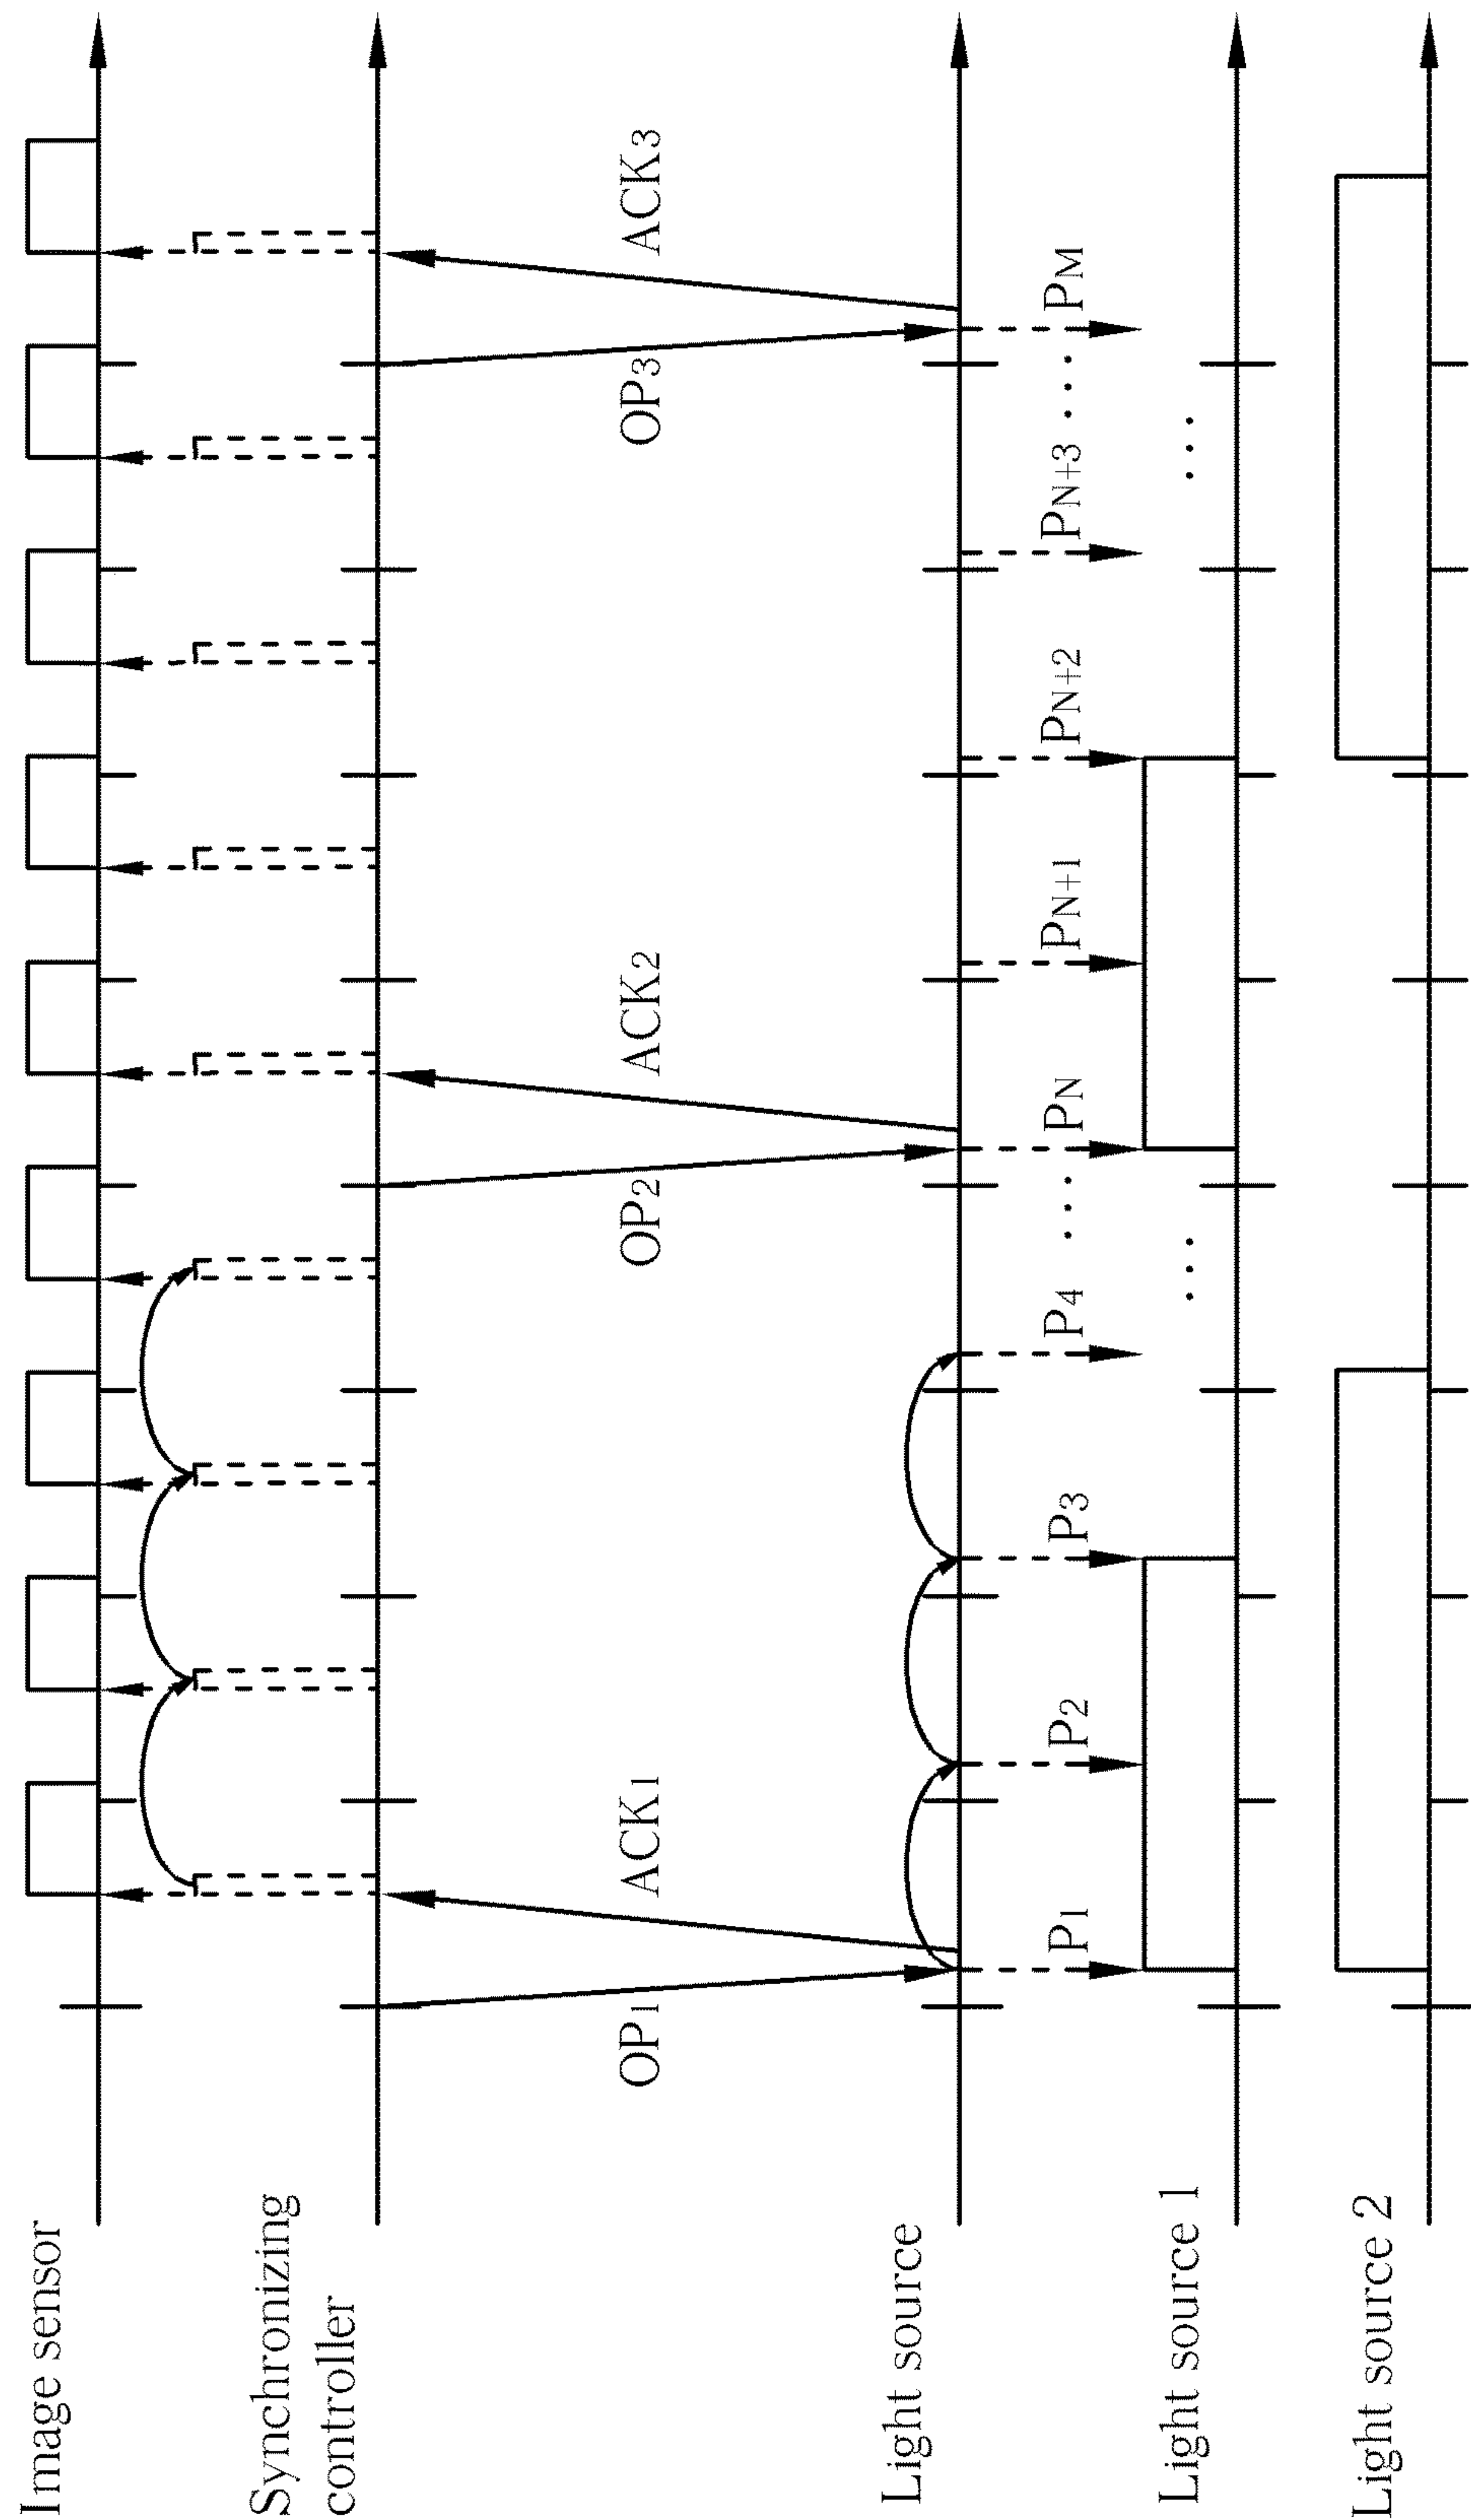 Image sensor
Synchronizing
controller
OP1
ACK1
OP2
ACK2
OP3
ACK3
Light source
P1
P2
P3
P4
...
PN
PN+1
PN+2
PN+3
...
PM
...
...
Light source 1
Light source 2